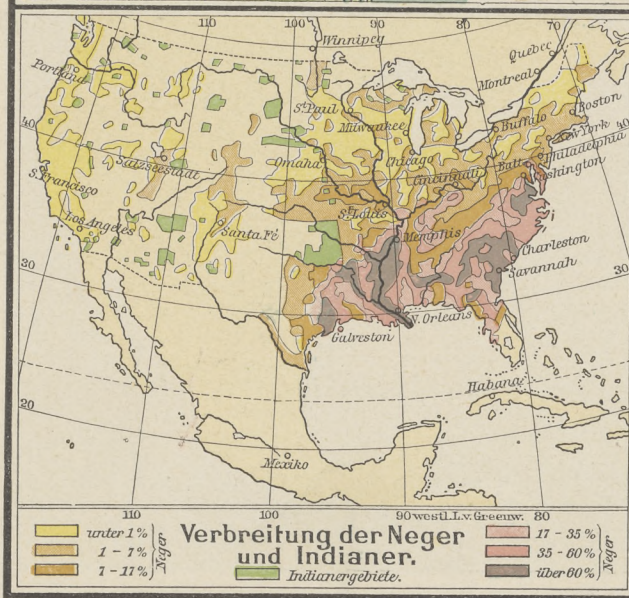 110
100
90
80
70
Winnipeg
Quebec
Portland
Montreal
St. Paul
Boston
Milwaukee
Buffalo
New York
40
40
Philadelphia
Salzseestadt
Omaha
Chicago
Balt.
Cincinnati
Washington
S. Francisco
St. Louis
Los Angeles
Santa Fé
Memphis
Charleston
30
Savannah
30
N. Orleans
Galveston
Habana
20
Mexiko
110
100
90 westl. L. v. Greenw.
80
unter 1%
1 - 7%
7 - 17%
Neger
Verbreitung der Neger
und Indianer.
Indianergebiete.
17 - 35%
35 - 60%
über 60%
Neger